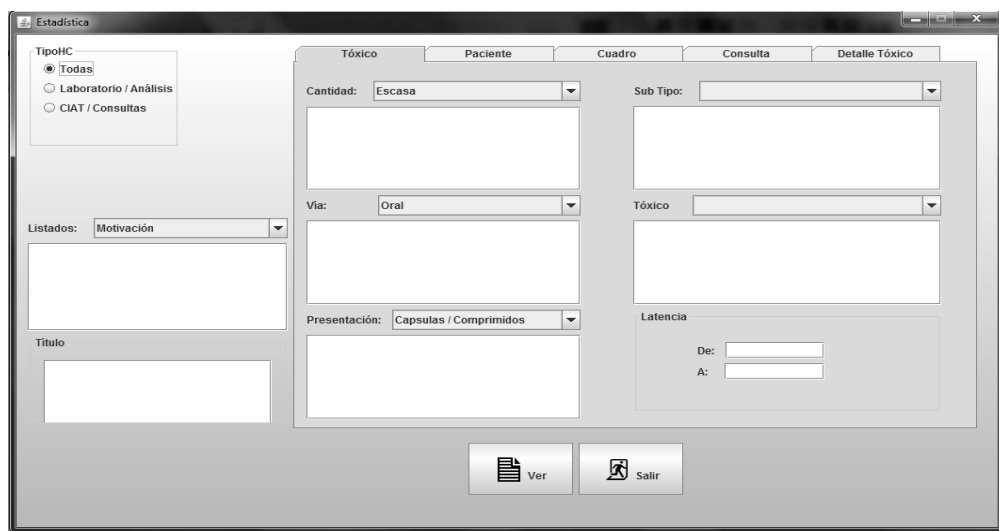 Estadística
TipoHC
Todas
Laboratorio / Análisis
CIAT / Consultas
Listados: Motivación
Título
Tóxico Paciente Cuadro Consulta Detalle Tóxico
Cantidad: Escasa
Sub Tipo:
Via: Oral
Tóxico
Presentación: Capsulas / Comprimidos
Latencia
De:
A:
Ver
Salir